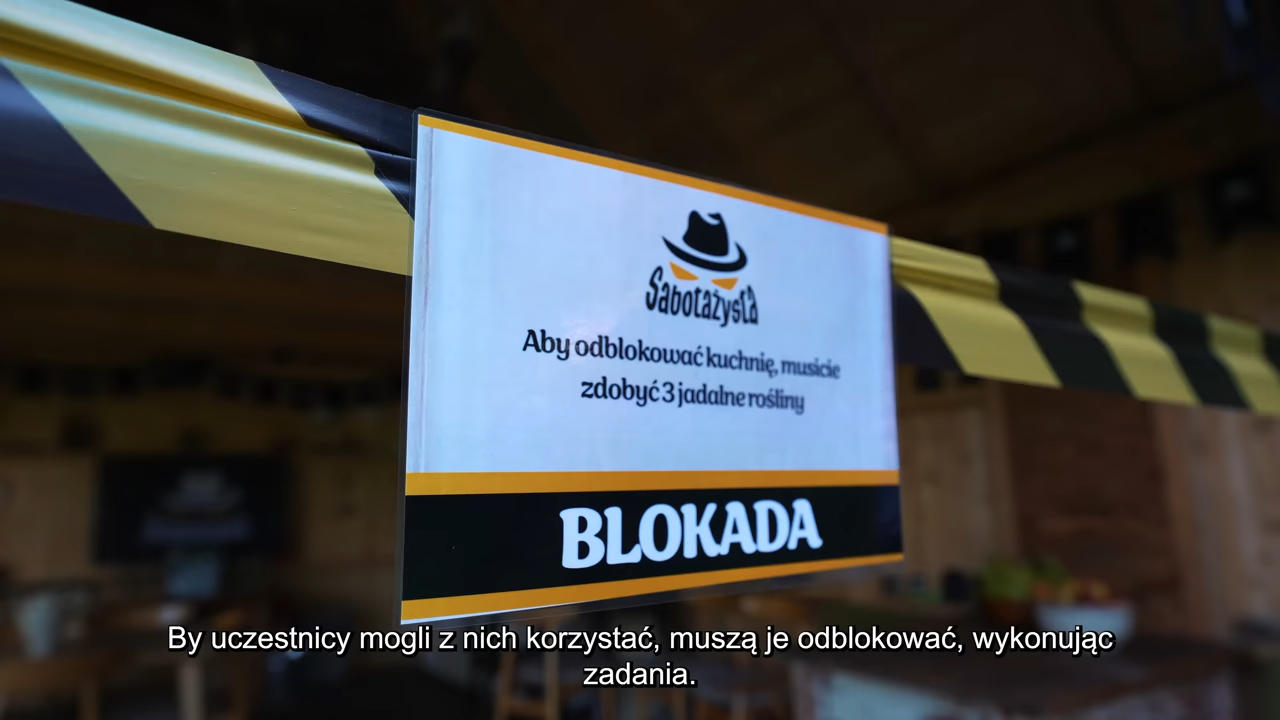 Sabotażysta
Aby odblokować kuchnię, musicie
zdobyć 3 jadalne rośliny
BLOKADA
By uczestnicy mogli z nich korzystać, muszą je odblokować, wykonując
zadania.